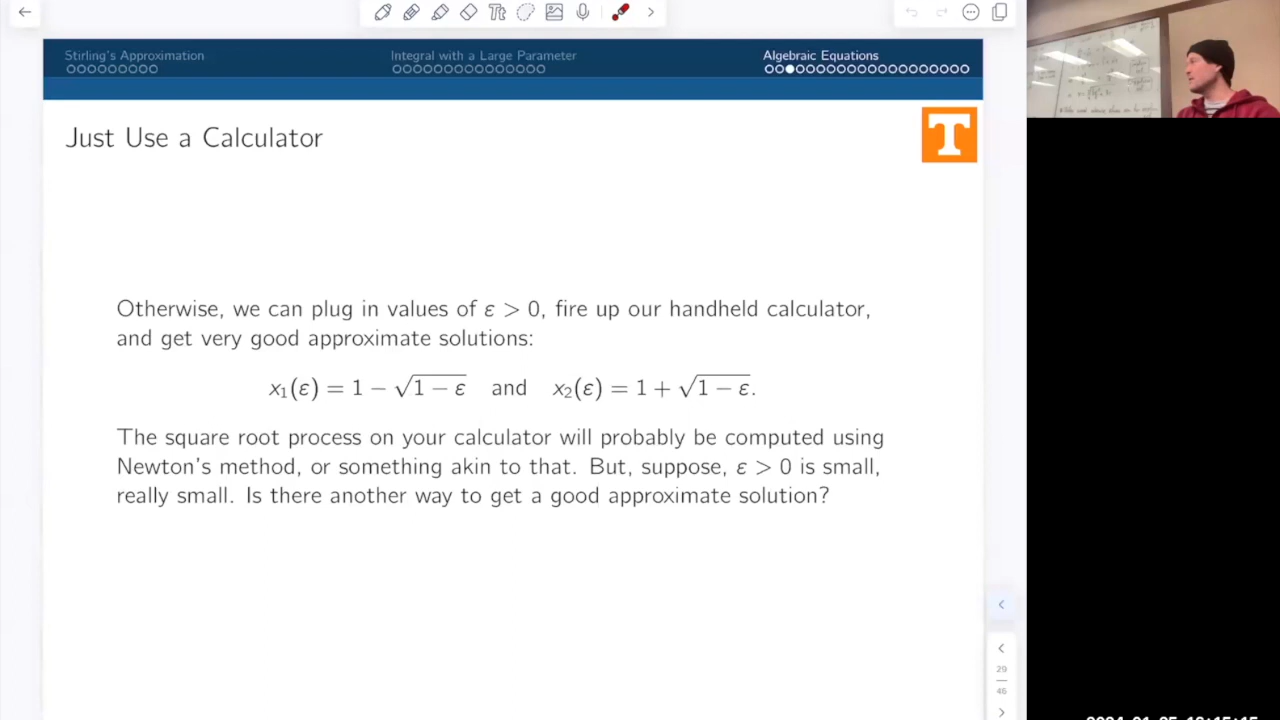 Stirling's Approximation
Integral with a Large Parameter
Algebraic Equations
Just Use a Calculator
T
Otherwise, we can plug in values of ε > 0, fire up our handheld calculator,
and get very good approximate solutions:
x₁(ε) = 1 − √(1 − ε) and x₂(ε) = 1 + √(1 − ε).
The square root process on your calculator will probably be computed using
Newton's method, or something akin to that. But, suppose, ε > 0 is small,
really small. Is there another way to get a good approximate solution?
29
46